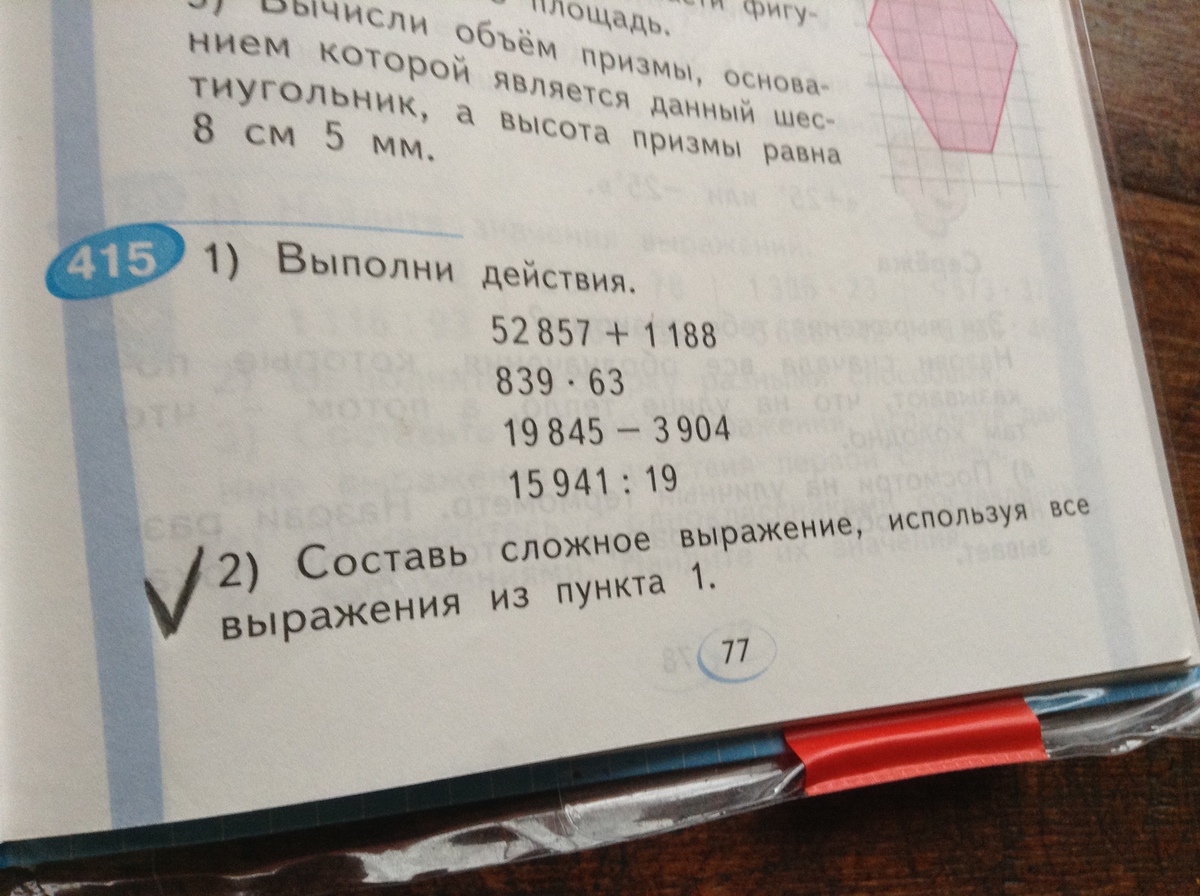 площадь.
Вычисли объём призмы, основа-
нием которой является данный шес-
тиугольник, а высота призмы равна
8 см 5 мм.
415 1) Выполни действия.
52 857 + 1 188
839 · 63
19 845 − 3 904
15 941 : 19
2) Составь сложное выражение, используя все
выражения из пункта 1.
77